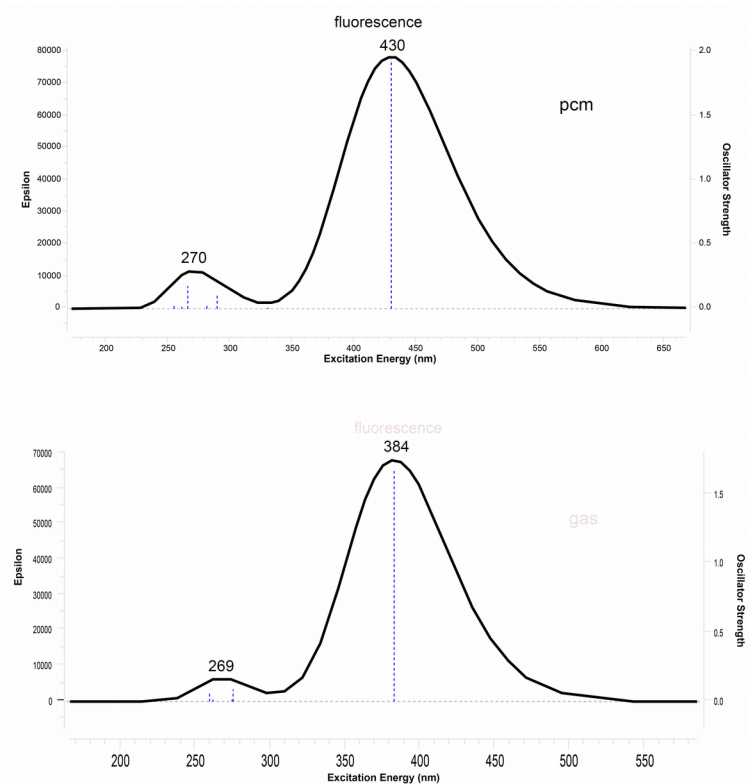 fluorescence
430
80000
2.0
70000
pcm
60000
1.5
50000
Epsilon
Oscillator Strength
40000
1.0
30000
270
20000
0.5
10000
0
0.0
200 250 300 350 400 450 500 550 600 650
Excitation Energy (nm)
fluorescence
384
70000
60000
1.5
gas
50000
40000
1.0
Epsilon
Oscillator Strength
30000
20000
0.5
269
10000
0
0.0
200 250 300 350 400 450 500 550
Excitation Energy (nm)